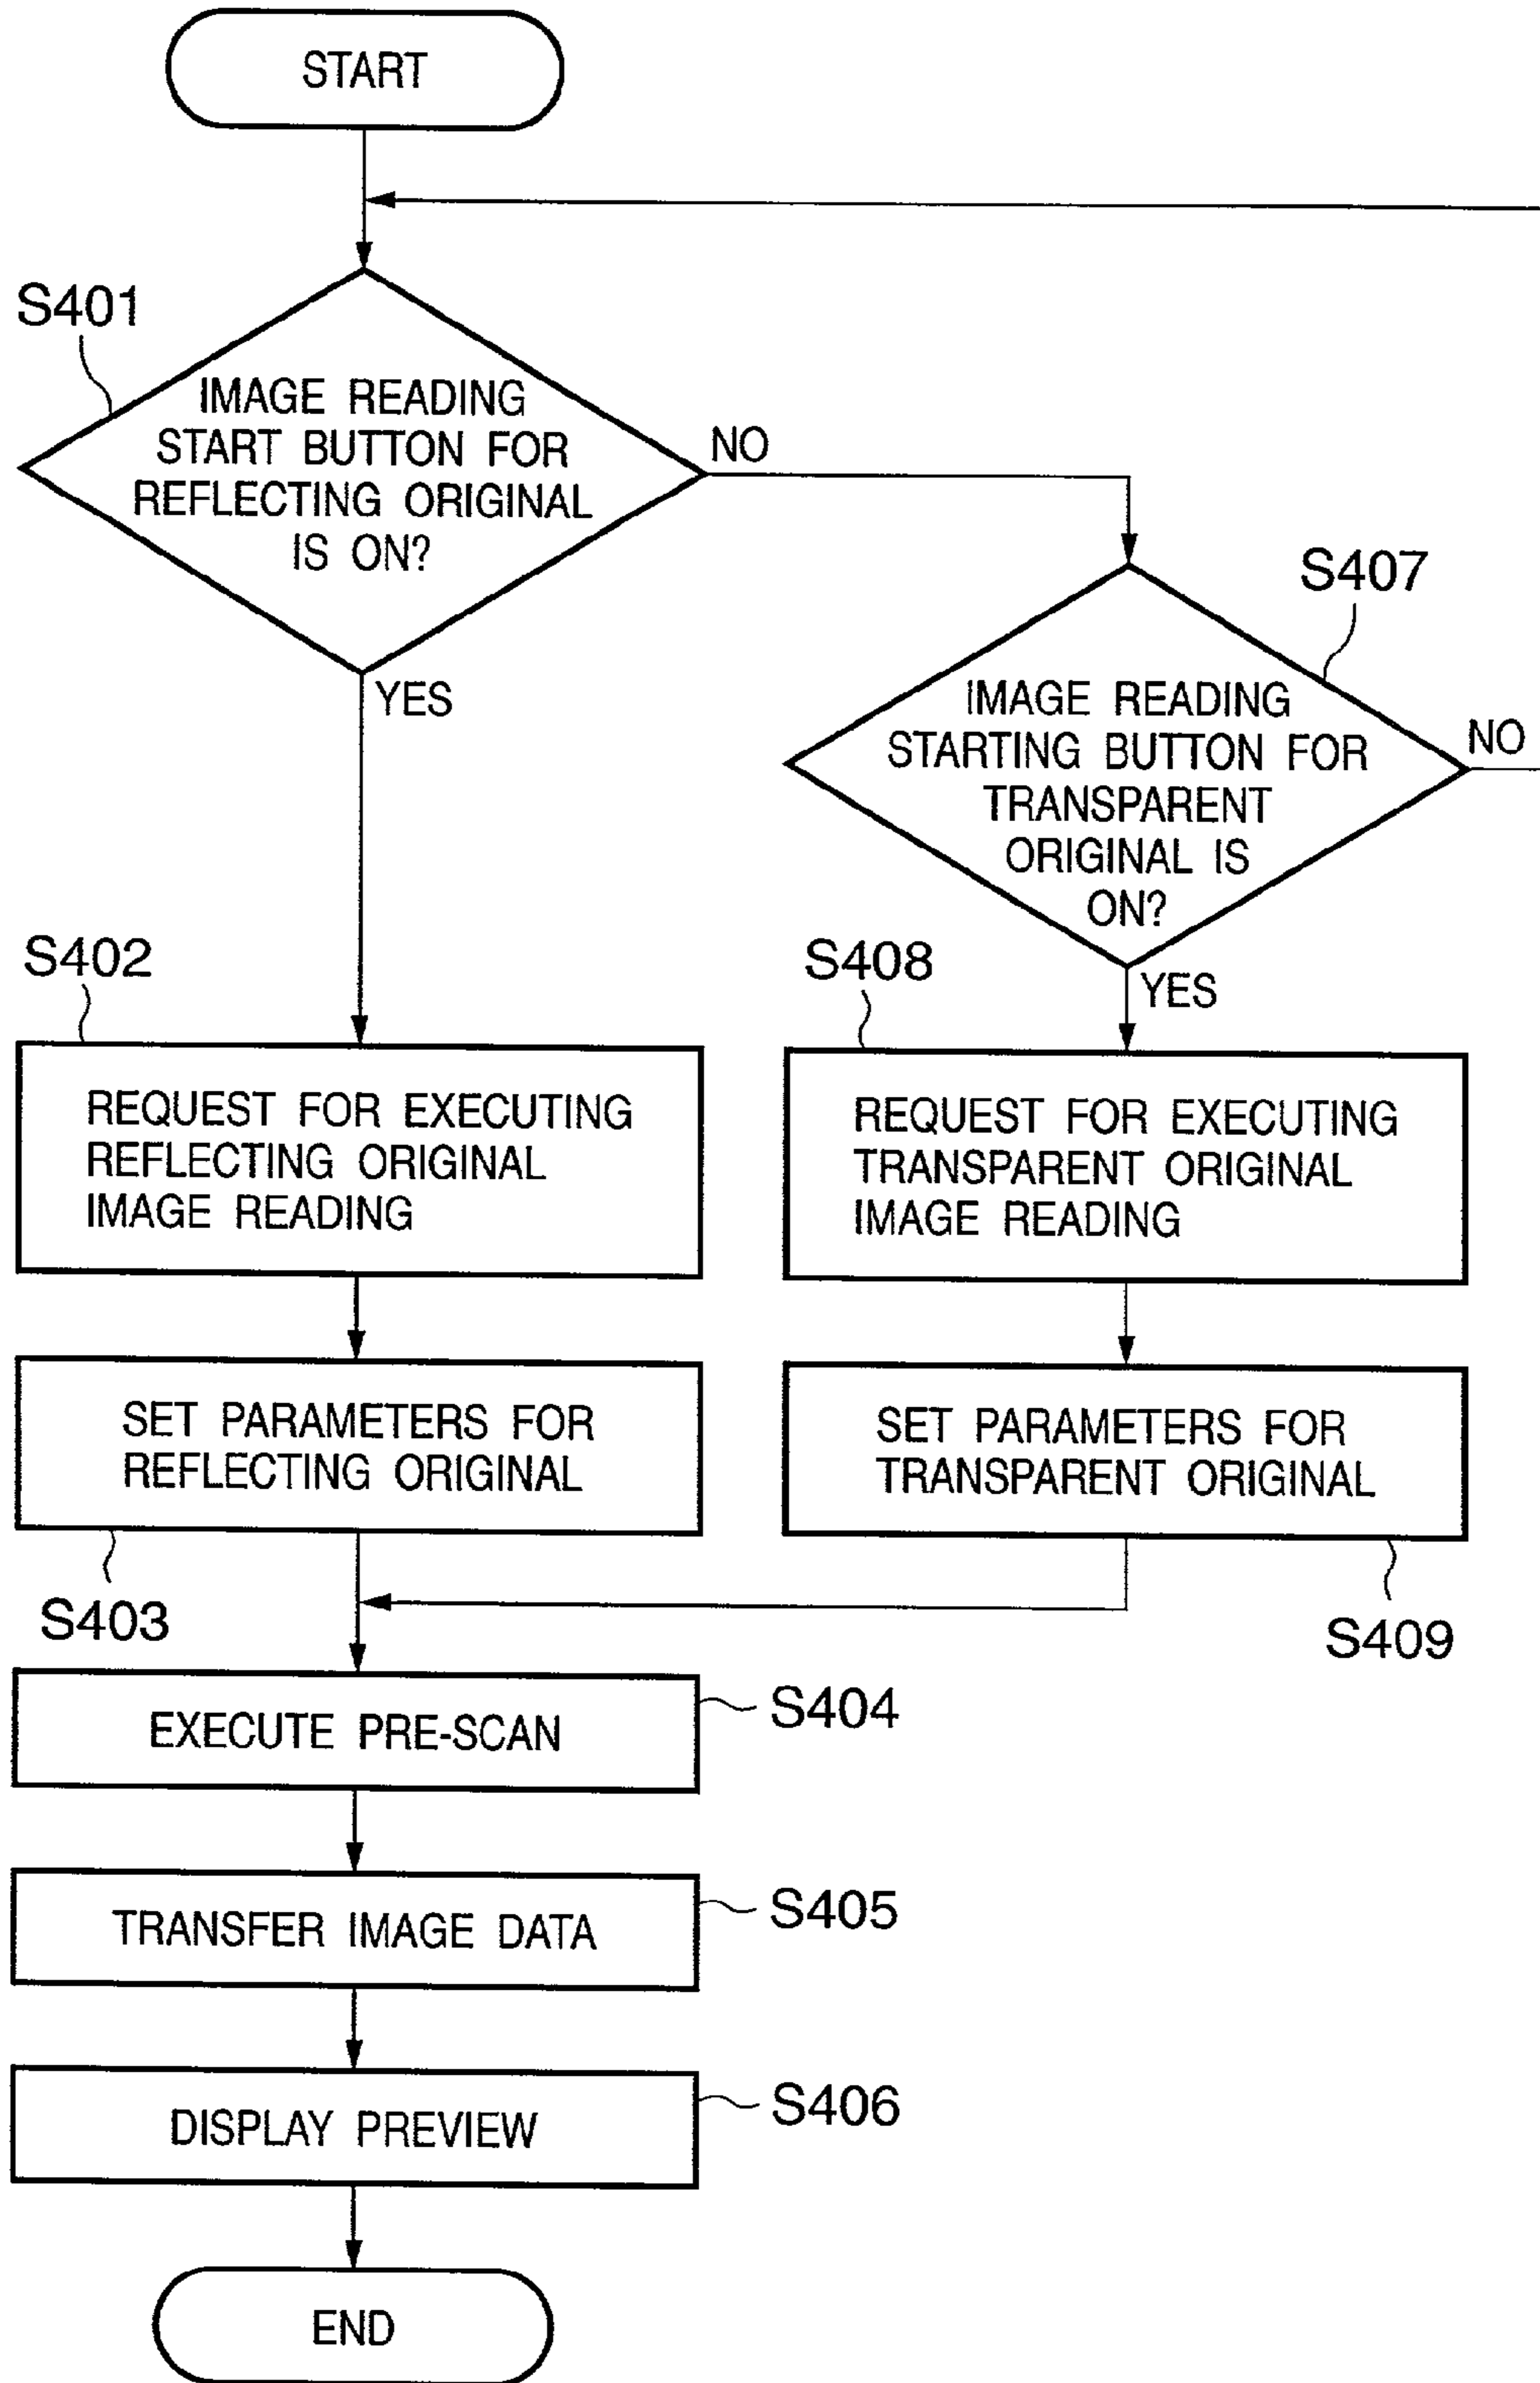 START
S401
IMAGE READING
START BUTTON FOR
REFLECTING ORIGINAL
IS ON?
NO
YES
S407
IMAGE READING
STARTING BUTTON FOR
TRANSPARENT
ORIGINAL IS
ON?
NO
YES
S402
REQUEST FOR EXECUTING
REFLECTING ORIGINAL
IMAGE READING
S408
REQUEST FOR EXECUTING
TRANSPARENT ORIGINAL
IMAGE READING
SET PARAMETERS FOR
REFLECTING ORIGINAL
S403
SET PARAMETERS FOR
TRANSPARENT ORIGINAL
S409
EXECUTE PRE-SCAN
S404
TRANSFER IMAGE DATA
S405
DISPLAY PREVIEW
S406
END